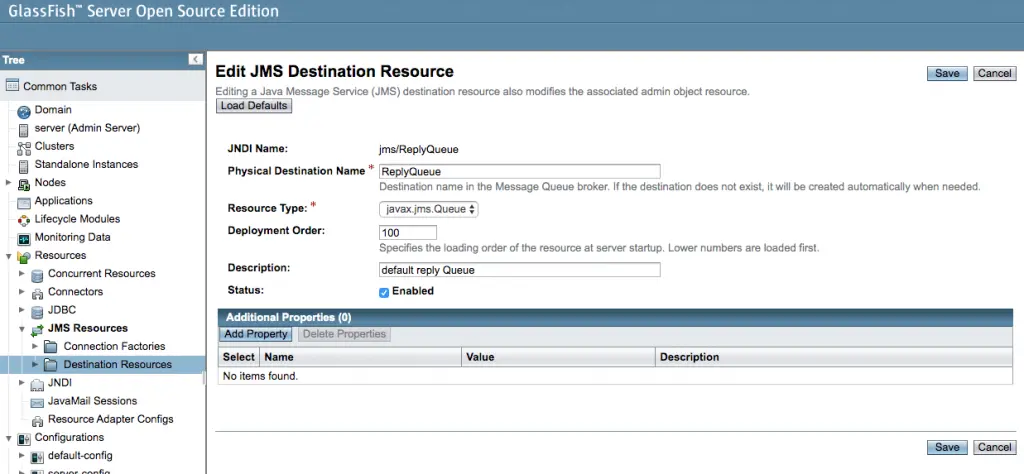 GlassFish™ Server Open Source Edition
Tree
Common Tasks
Domain
server (Admin Server)
Clusters
Standalone Instances
Nodes
Applications
Lifecycle Modules
Monitoring Data
Resources
Concurrent Resources
Connectors
JDBC
JMS Resources
Connection Factories
Destination Resources
JNDI
JavaMail Sessions
Resource Adapter Configs
Configurations
default-config
server-config
Edit JMS Destination Resource
Save Cancel
Editing a Java Message Service (JMS) destination resource also modifies the associated admin object resource.
Load Defaults
JNDI Name: jms/ReplyQueue
Physical Destination Name * ReplyQueue
Destination name in the Message Queue broker. If the destination does not exist, it will be created automatically when needed.
Resource Type: * javax.jms.Queue
Deployment Order: 100
Specifies the loading order of the resource at server startup. Lower numbers are loaded first.
Description: default reply Queue
Status: Enabled
Additional Properties (0)
Add Property Delete Properties
Select Name Value Description
No items found.
Save Cancel